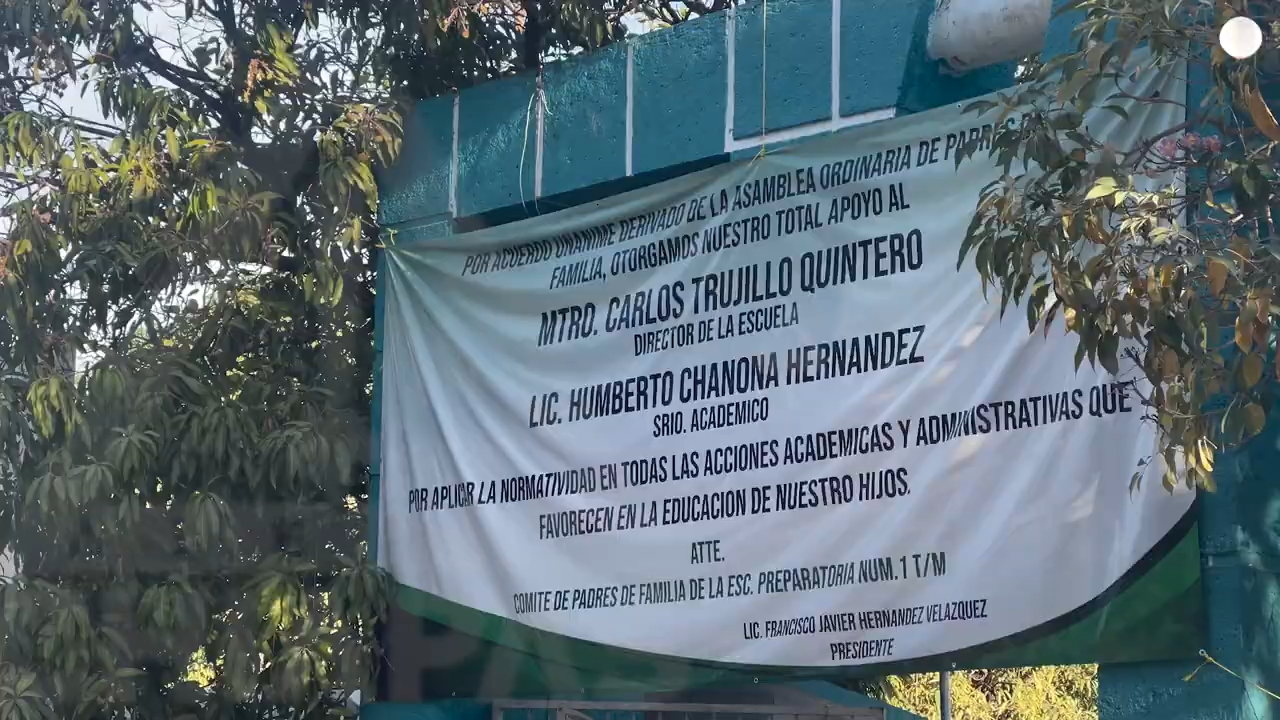 POR ACUERDO UNANIME DERIVADO DE LA ASAMBLEA ORDINARIA DE PADRES
FAMILIA, OTORGAMOS NUESTRO TOTAL APOYO AL
MTRO. CARLOS TRUJILLO QUINTERO
DIRECTOR DE LA ESCUELA
LIC. HUMBERTO CHANONA HERNANDEZ
SRIO. ACADEMICO
POR APLICAR LA NORMATIVIDAD EN TODAS LAS ACCIONES ACADEMICAS Y ADMINISTRATIVAS QUE
FAVORECEN EN LA EDUCACION DE NUESTRO HIJOS.
ATTE.
COMITE DE PADRES DE FAMILIA DE LA ESC. PREPARATORIA NUM.1 T/M
LIC. FRANCISCO JAVIER HERNANDEZ VELAZQUEZ
PRESIDENTE